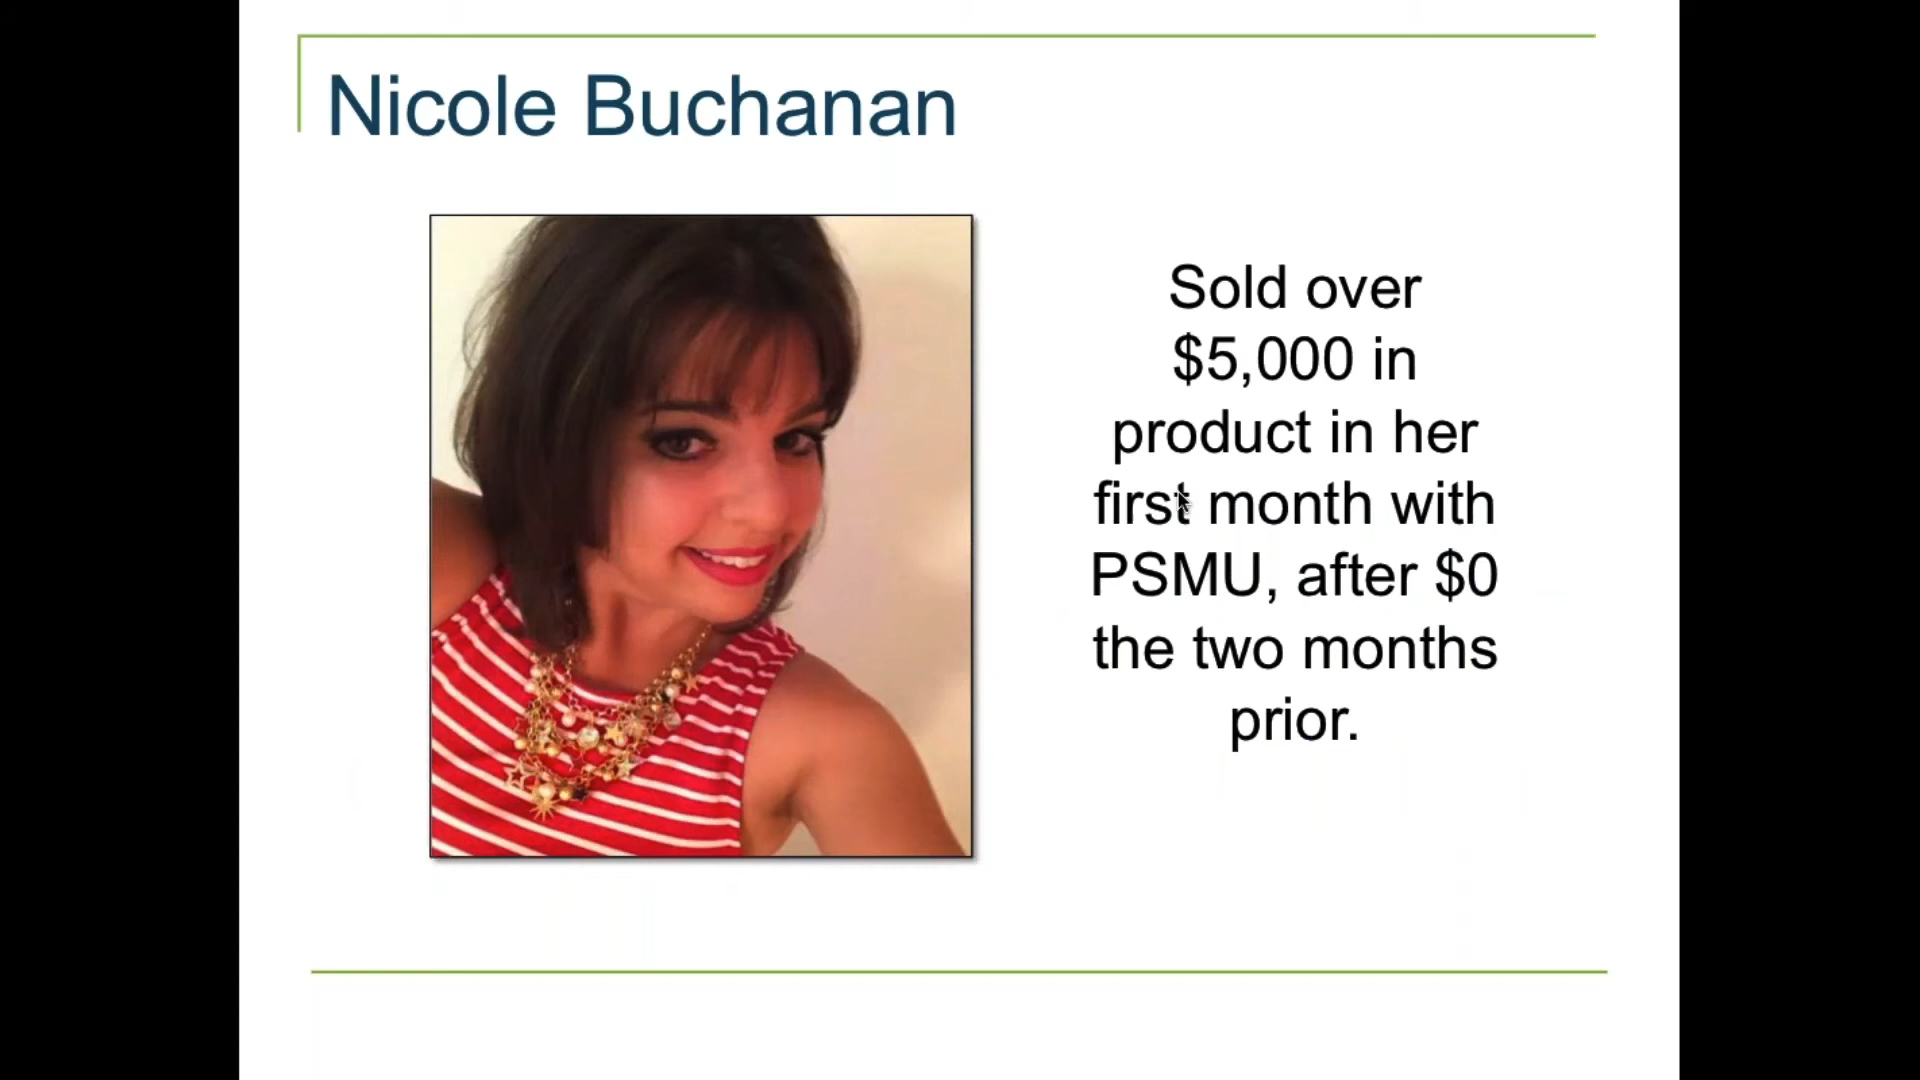 Nicole Buchanan
Sold over
$5,000 in
product in her
first month with
PSMU, after $0
the two months
prior.